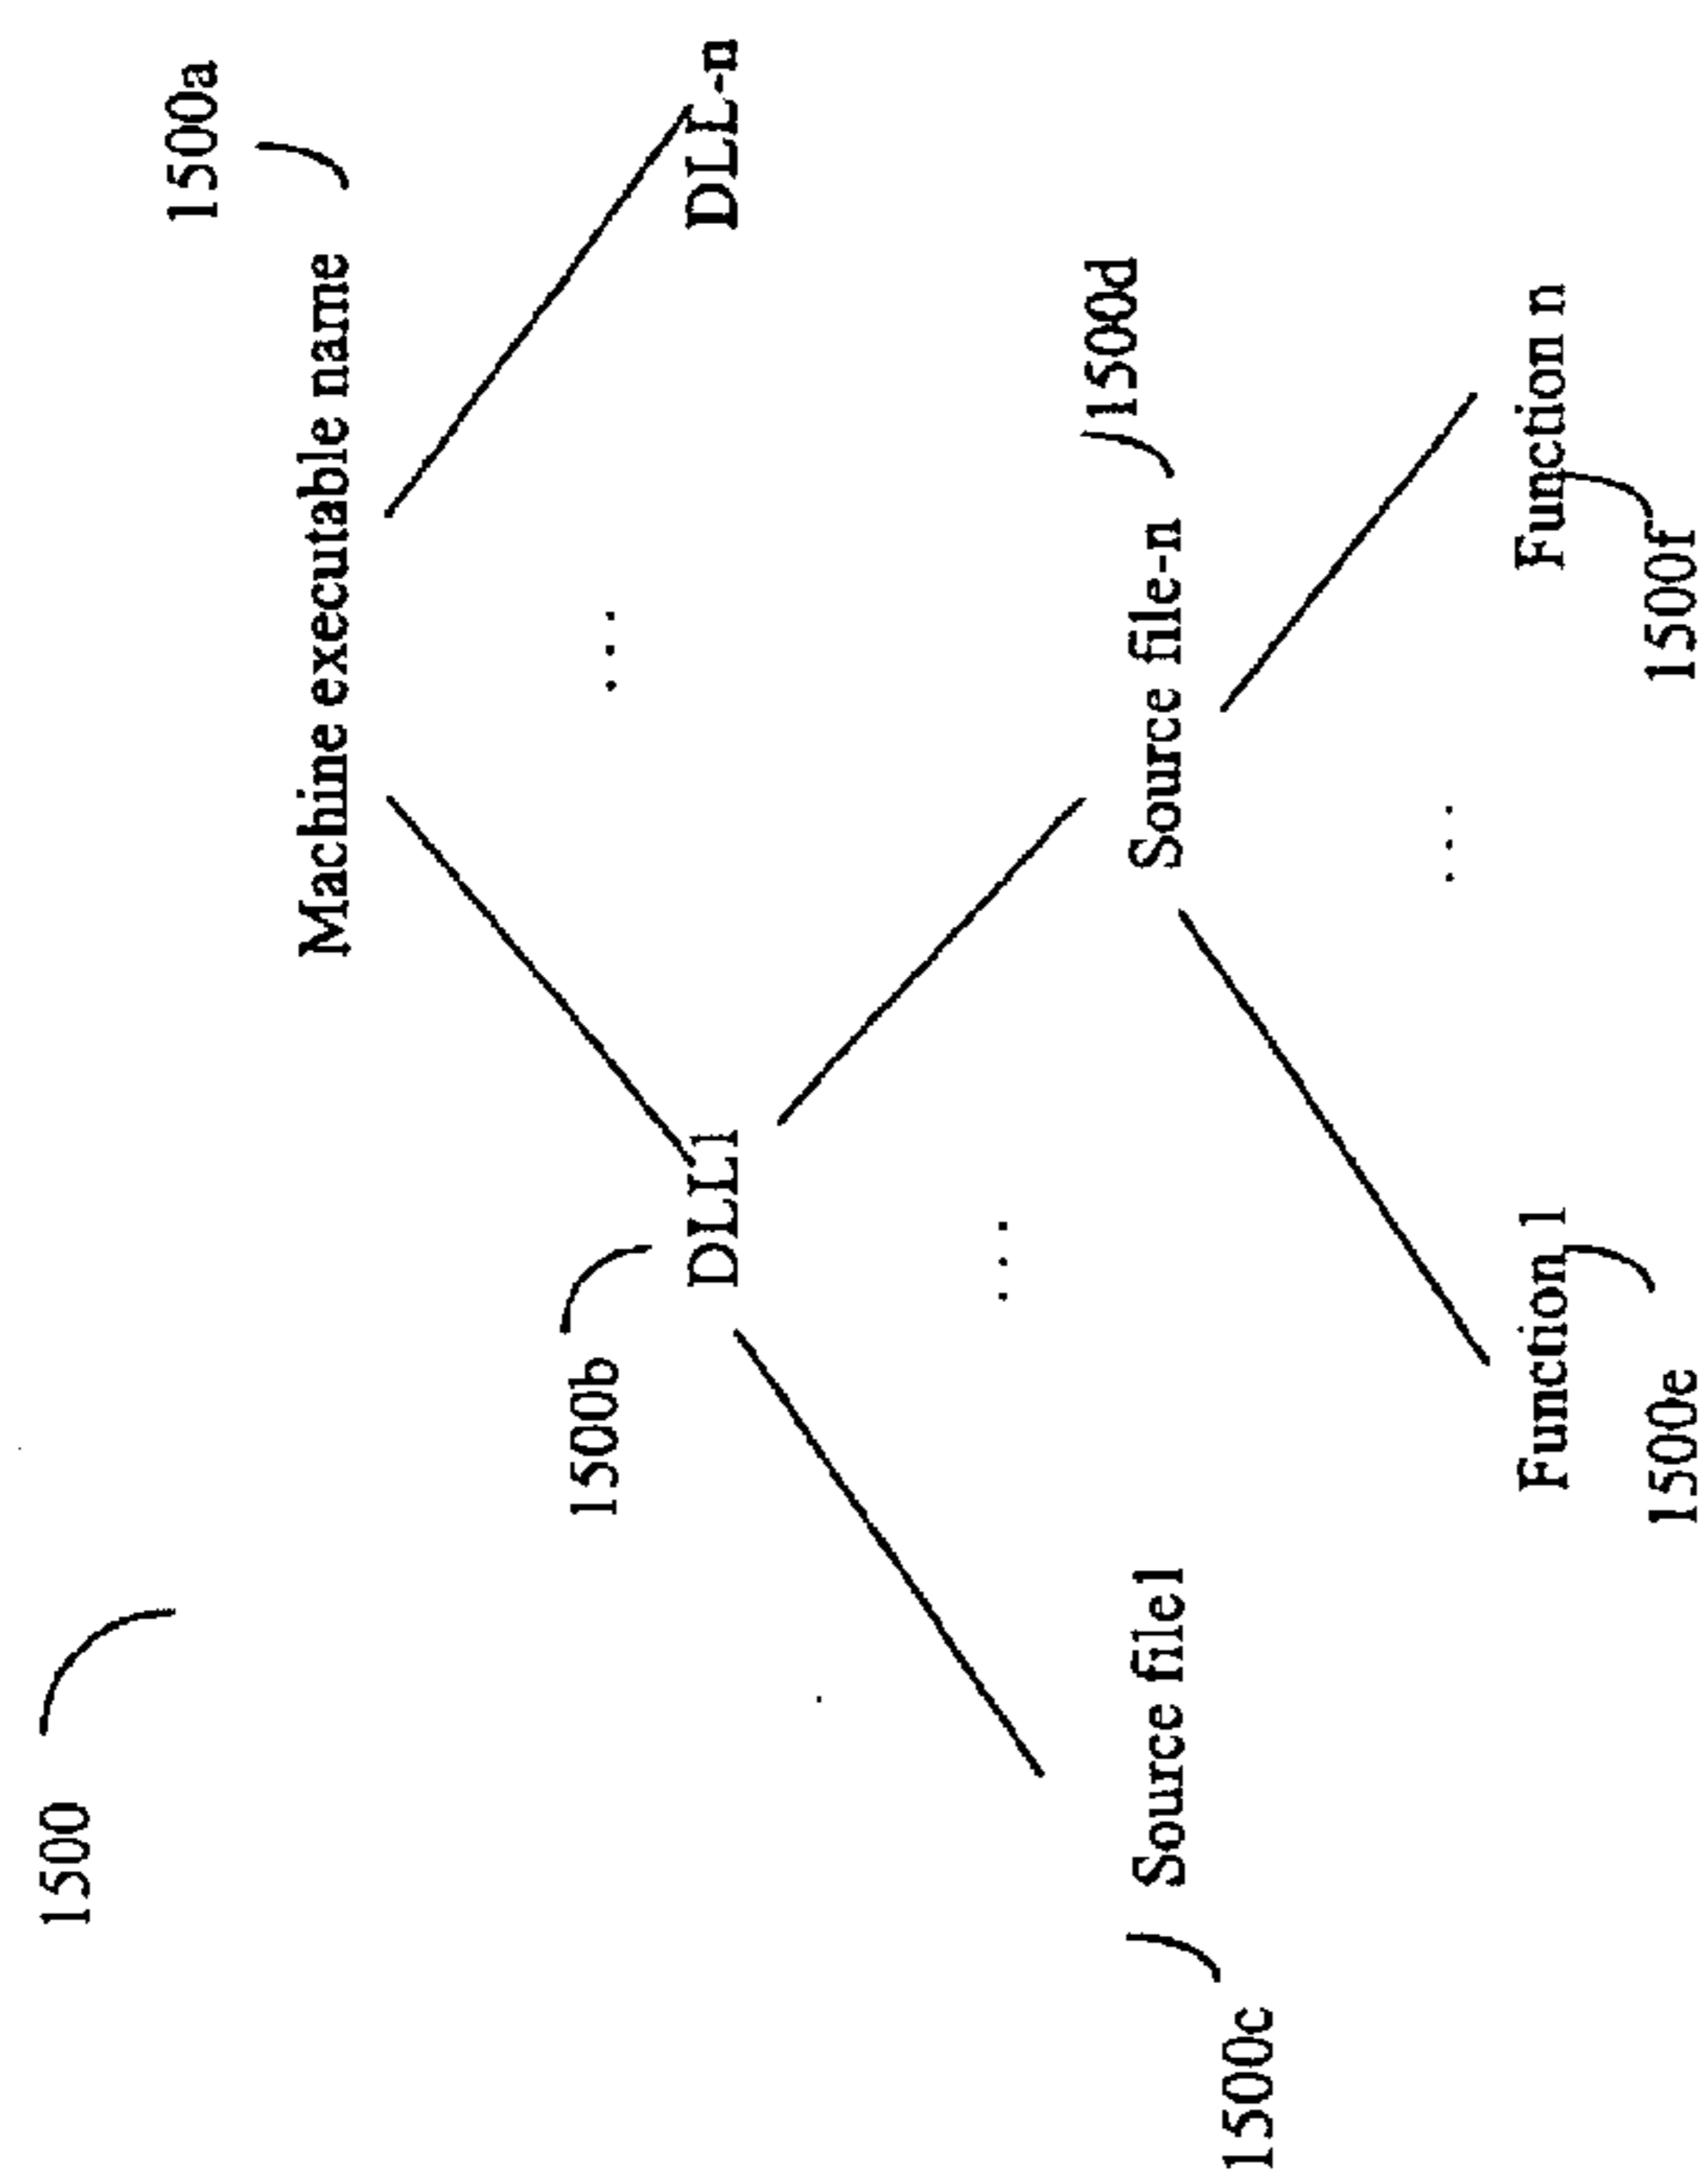 1500
1500a
Machine executable name
1500b
DLL1
...
DLL-n
1500c
Source file1
...
Source file-n
1500d
Function 1
...
Function n
1500e
1500f